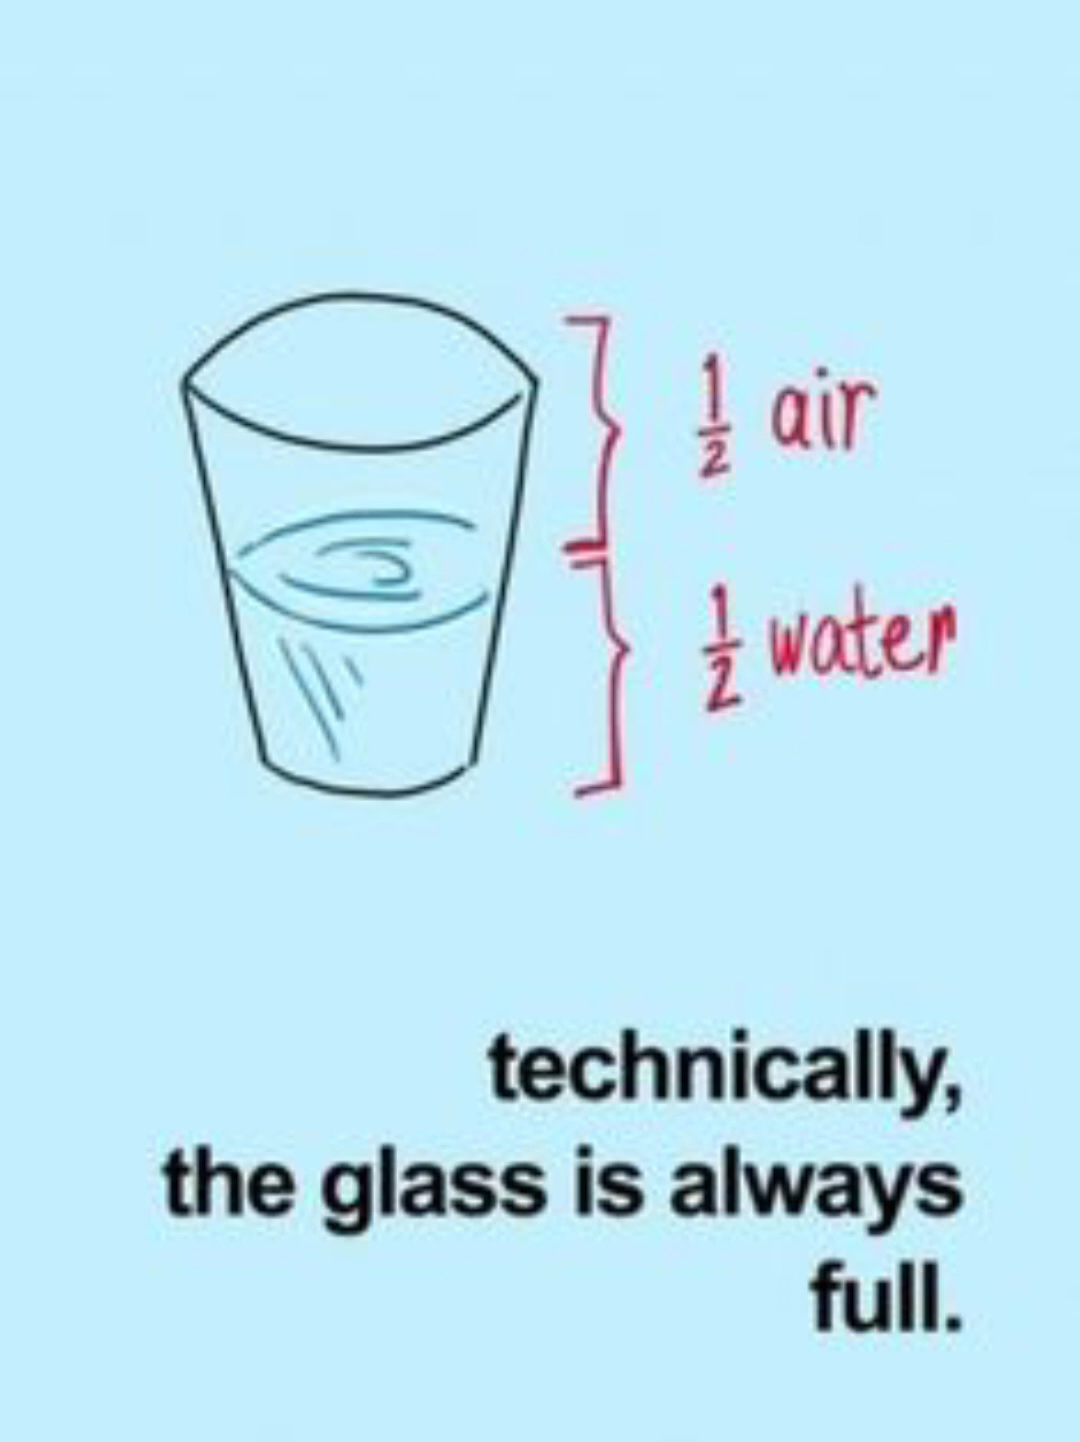 ½ air
½ water
technically,
the glass is always
full.